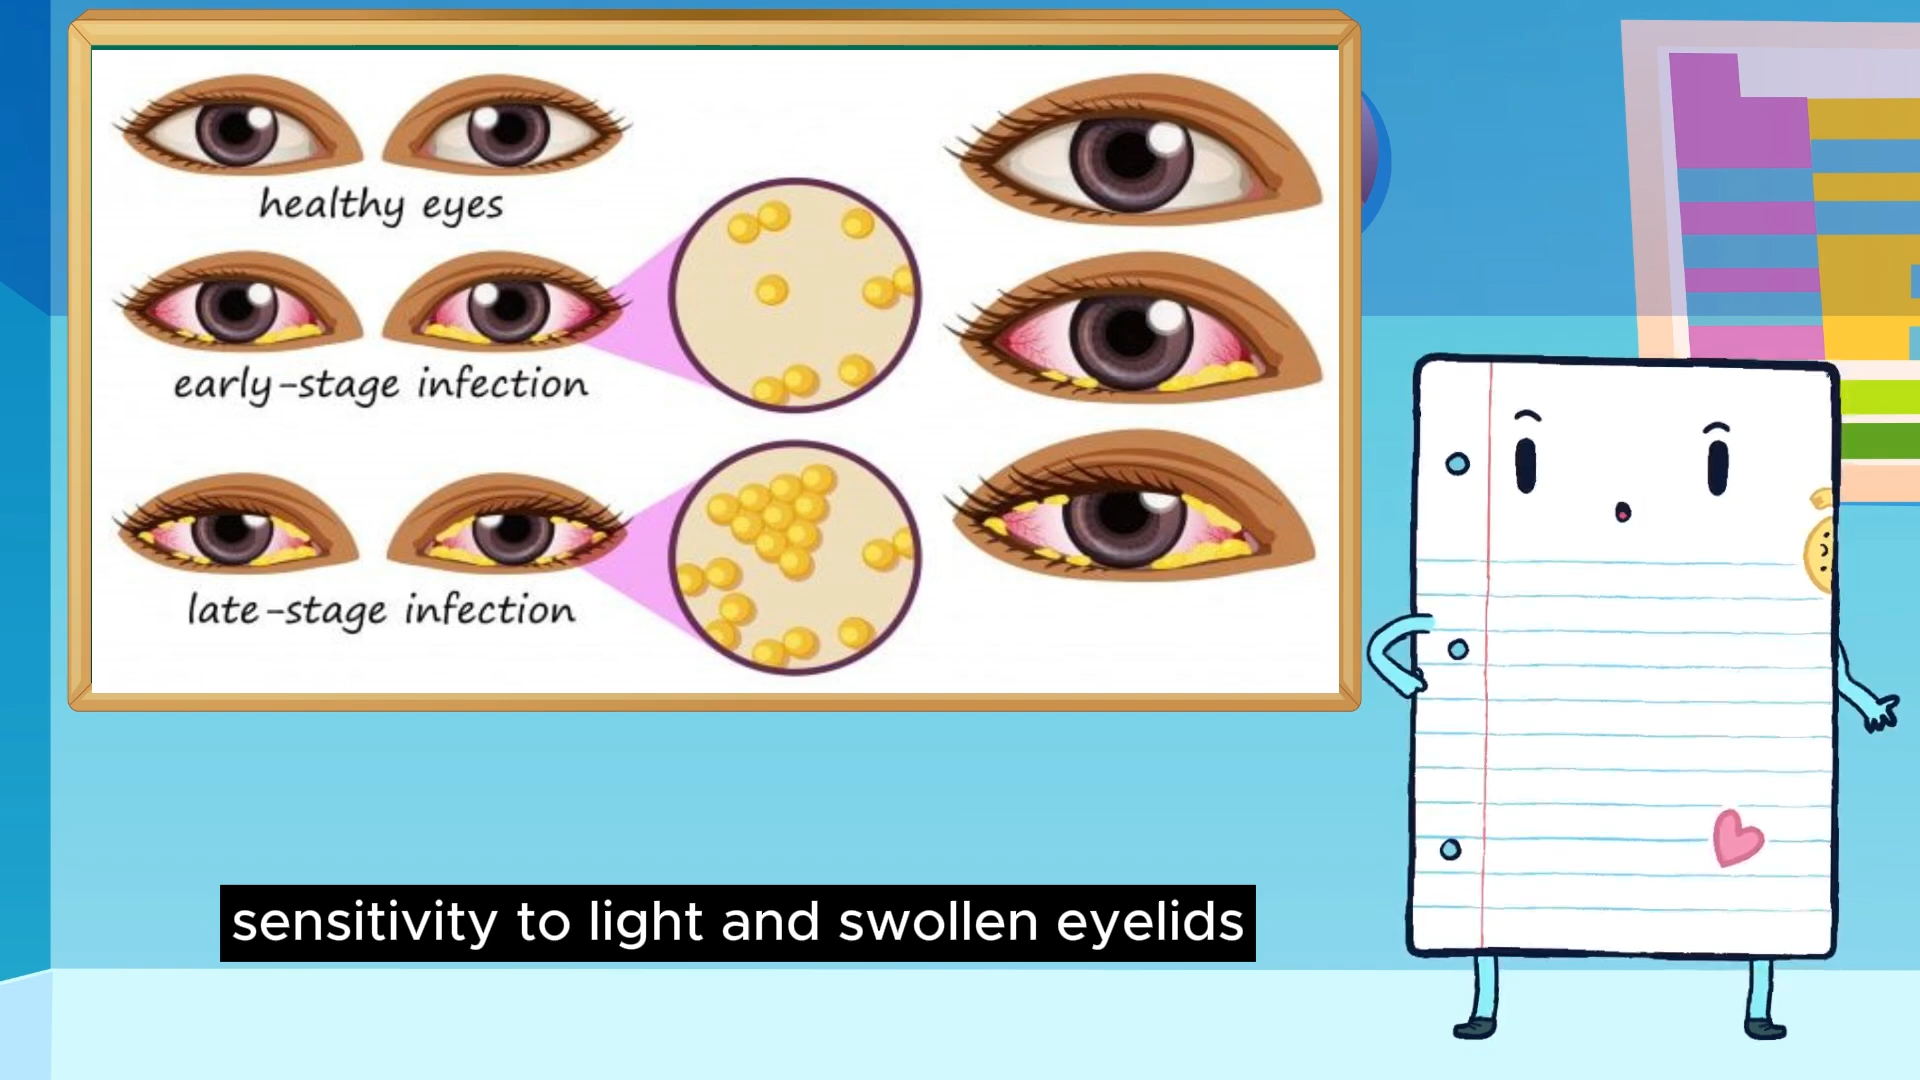 healthy eyes
early-stage infection
late-stage infection
sensitivity to light and swollen eyelids